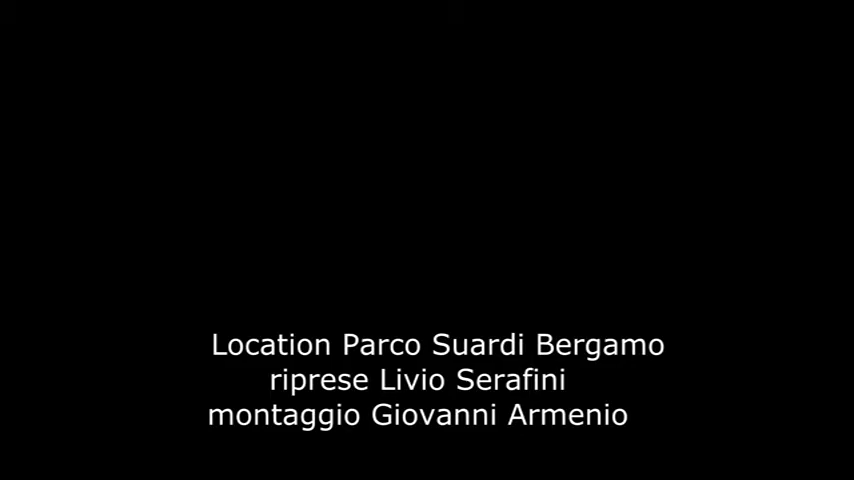 Location Parco Suardi Bergamo
riprese Livio Serafini
montaggio Giovanni Armenio